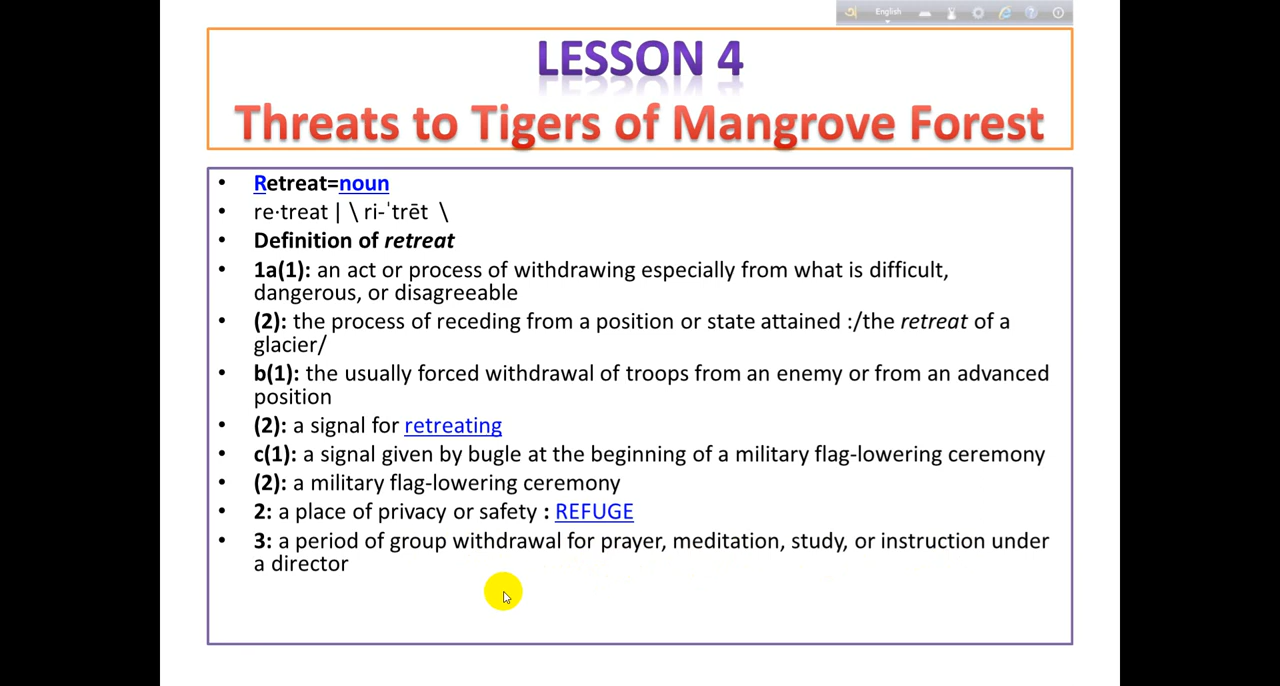 English
LESSON 4
Threats to Tigers of Mangrove Forest
• Retreat=noun
• re·treat | \ ri-ˈtrēt \
• Definition of retreat
• 1a(1): an act or process of withdrawing especially from what is difficult,
dangerous, or disagreeable
• (2): the process of receding from a position or state attained :/the retreat of a
glacier/
• b(1): the usually forced withdrawal of troops from an enemy or from an advanced
position
• (2): a signal for retreating
• c(1): a signal given by bugle at the beginning of a military flag-lowering ceremony
• (2): a military flag-lowering ceremony
• 2: a place of privacy or safety : REFUGE
• 3: a period of group withdrawal for prayer, meditation, study, or instruction under
a director